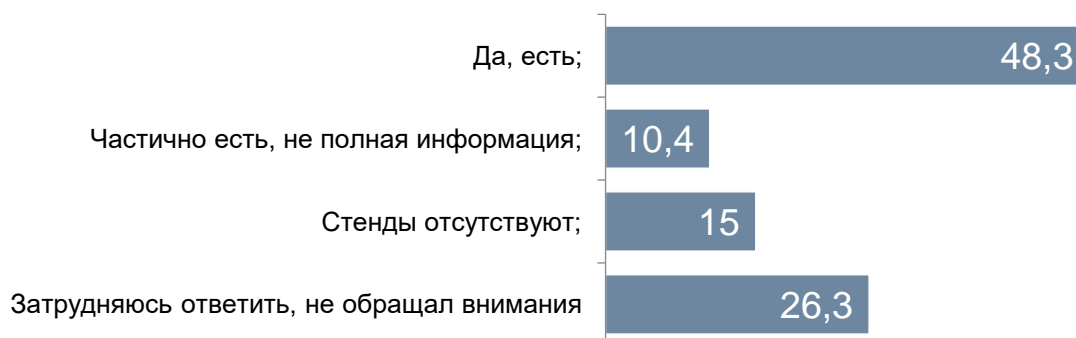 Да, есть; 48,3
Частично есть, не полная информация; 10,4
Стенды отсутствуют; 15
Затрудняюсь ответить, не обращал внимания 26,3